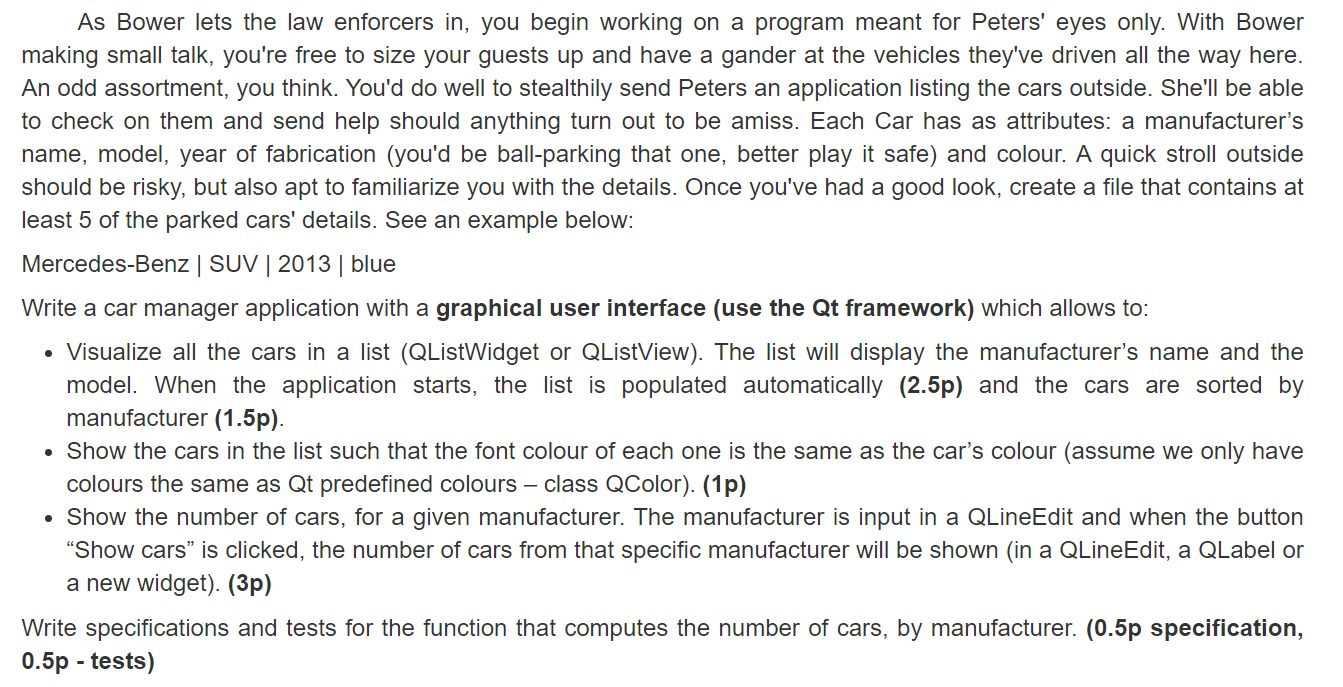 As Bower lets the law enforcers in, you begin working on a program meant for Peters' eyes only. With Bower
making small talk, you're free to size your guests up and have a gander at the vehicles they've driven all the way here.
An odd assortment, you think. You'd do well to stealthily send Peters an application listing the cars outside. She'll be able
to check on them and send help should anything turn out to be amiss. Each Car has as attributes: a manufacturer’s
name, model, year of fabrication (you'd be ball-parking that one, better play it safe) and colour. A quick stroll outside
should be risky, but also apt to familiarize you with the details. Once you've had a good look, create a file that contains at
least 5 of the parked cars' details. See an example below:
Mercedes-Benz | SUV | 2013 | blue
Write a car manager application with a graphical user interface (use the Qt framework) which allows to:
• Visualize all the cars in a list (QListWidget or QListView). The list will display the manufacturer’s name and the
model. When the application starts, the list is populated automatically (2.5p) and the cars are sorted by
manufacturer (1.5p).
• Show the cars in the list such that the font colour of each one is the same as the car’s colour (assume we only have
colours the same as Qt predefined colours – class QColor). (1p)
• Show the number of cars, for a given manufacturer. The manufacturer is input in a QLineEdit and when the button
“Show cars” is clicked, the number of cars from that specific manufacturer will be shown (in a QLineEdit, a QLabel or
a new widget). (3p)
Write specifications and tests for the function that computes the number of cars, by manufacturer. (0.5p specification,
0.5p - tests)